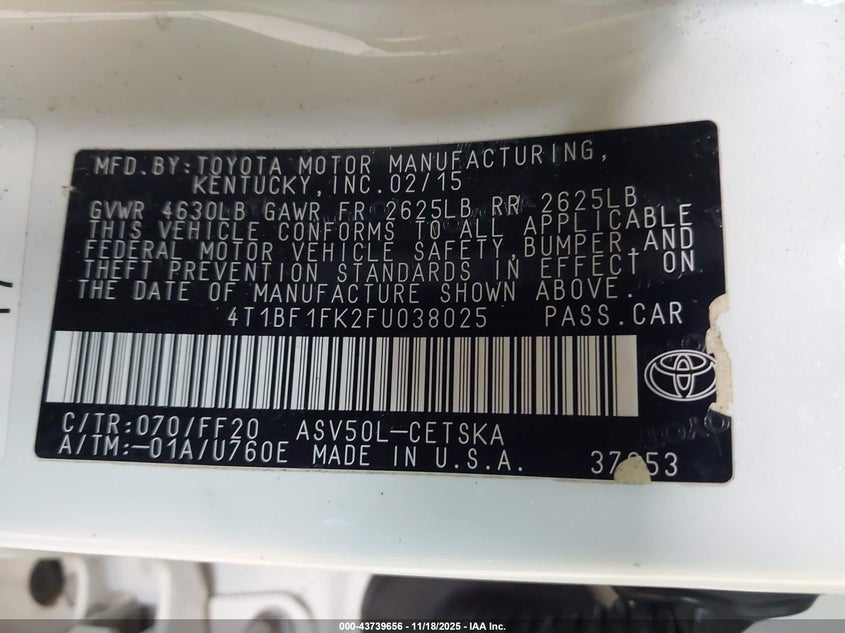 MFD.BY:TOYOTA MOTOR MANUFACTURING,
KENTUCKY,INC.02/15
GVWR 4630LB GAWR FR 2625LB RR 2625LB
THIS VEHICLE CONFORMS TO ALL APPLICABLE
FEDERAL MOTOR VEHICLE SAFETY,BUMPER,AND
THEFT PREVENTION STANDARDS IN EFFECT ON
THE DATE OF MANUFACTURE SHOWN ABOVE.
4T1BF1FK2FU038025 PASS.CAR
C/TR:070/FF20 ASV50L-CETSKA
A/TM:-01A/U760E MADE IN U.S.A.
000-43739656 - 11/18/2025 - IAA Inc.